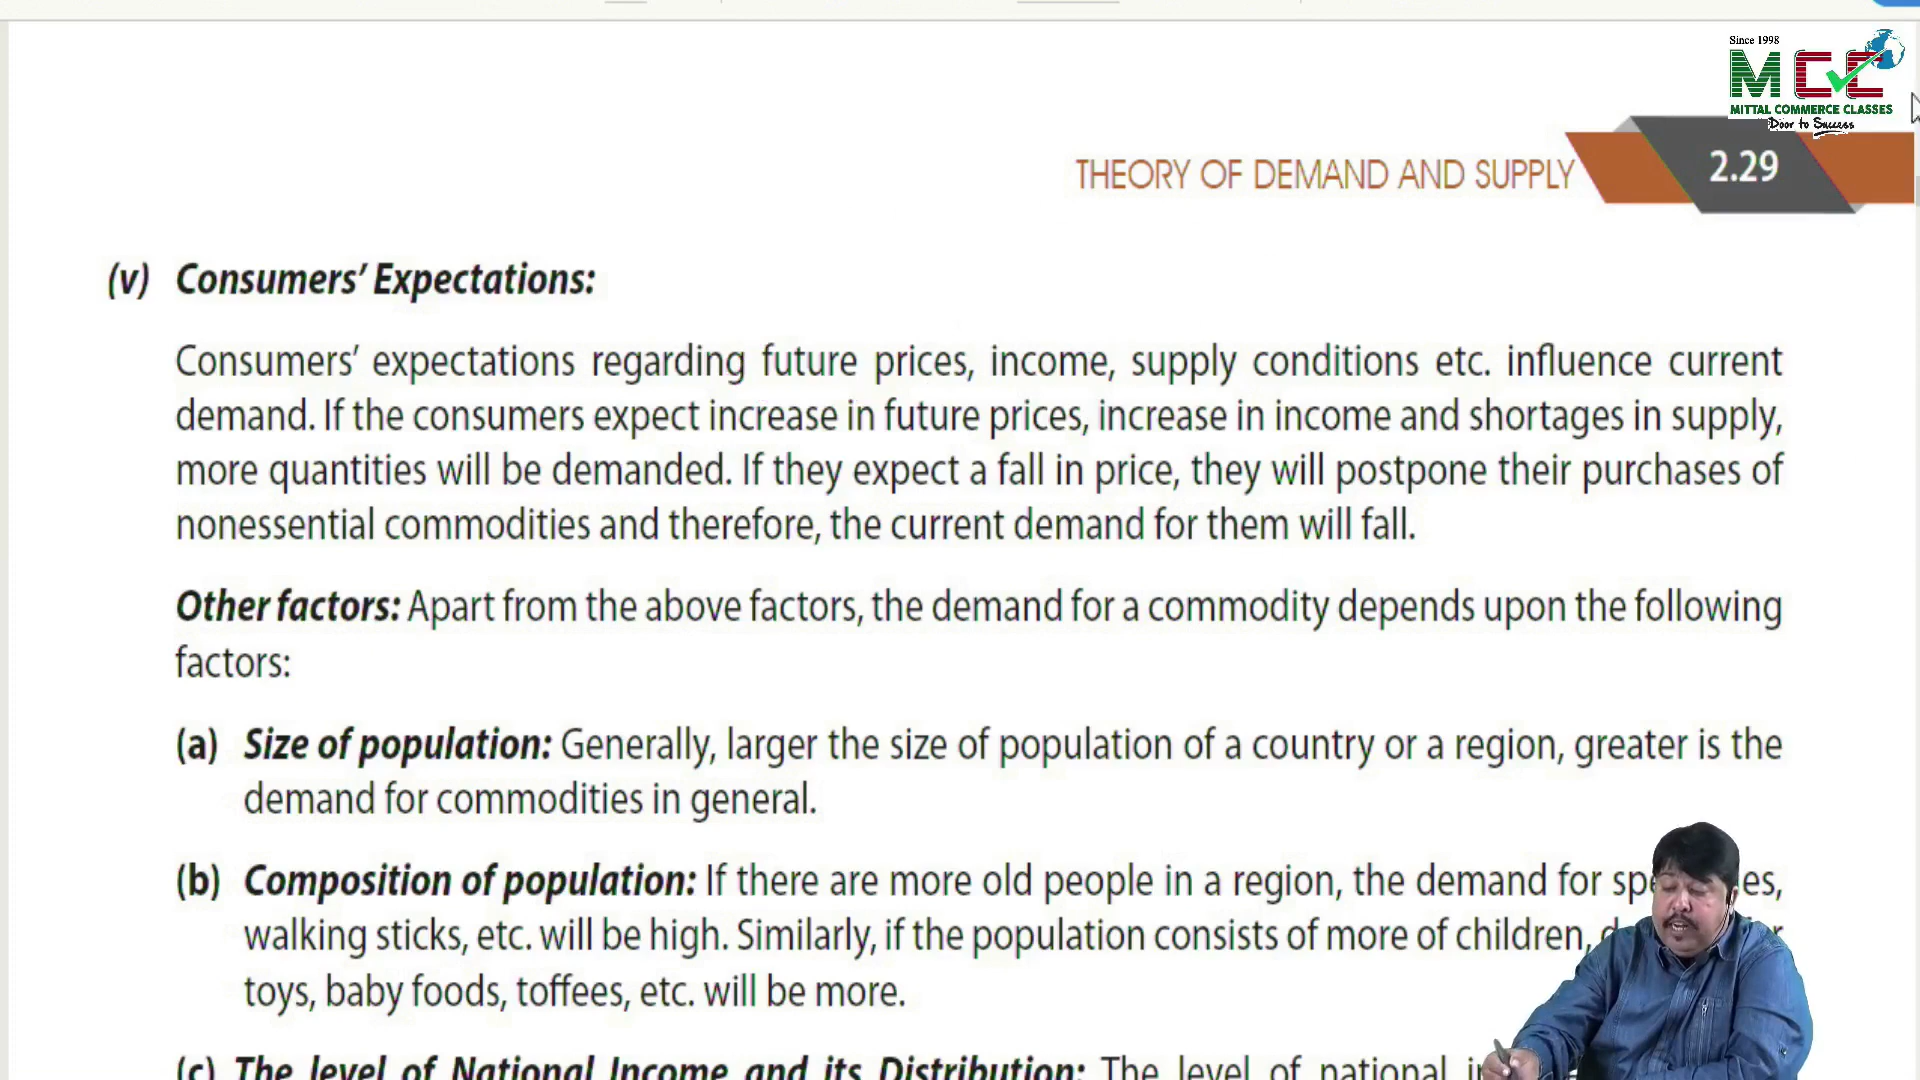 Since 1998
MCC
MITTAL COMMERCE CLASSES
Door to Success
THEORY OF DEMAND AND SUPPLY 2.29
(v) Consumers’ Expectations:
Consumers’ expectations regarding future prices, income, supply conditions etc. influence current
demand. If the consumers expect increase in future prices, increase in income and shortages in supply,
more quantities will be demanded. If they expect a fall in price, they will postpone their purchases of
nonessential commodities and therefore, the current demand for them will fall.
Other factors: Apart from the above factors, the demand for a commodity depends upon the following
factors:
(a) Size of population: Generally, larger the size of population of a country or a region, greater is the
demand for commodities in general.
(b) Composition of population: If there are more old people in a region, the demand for
walking sticks, etc. will be high. Similarly, if the population consists of more of children,
toys, baby foods, toffees, etc. will be more.
(c) The level of National Income and its Distribution: The level of national